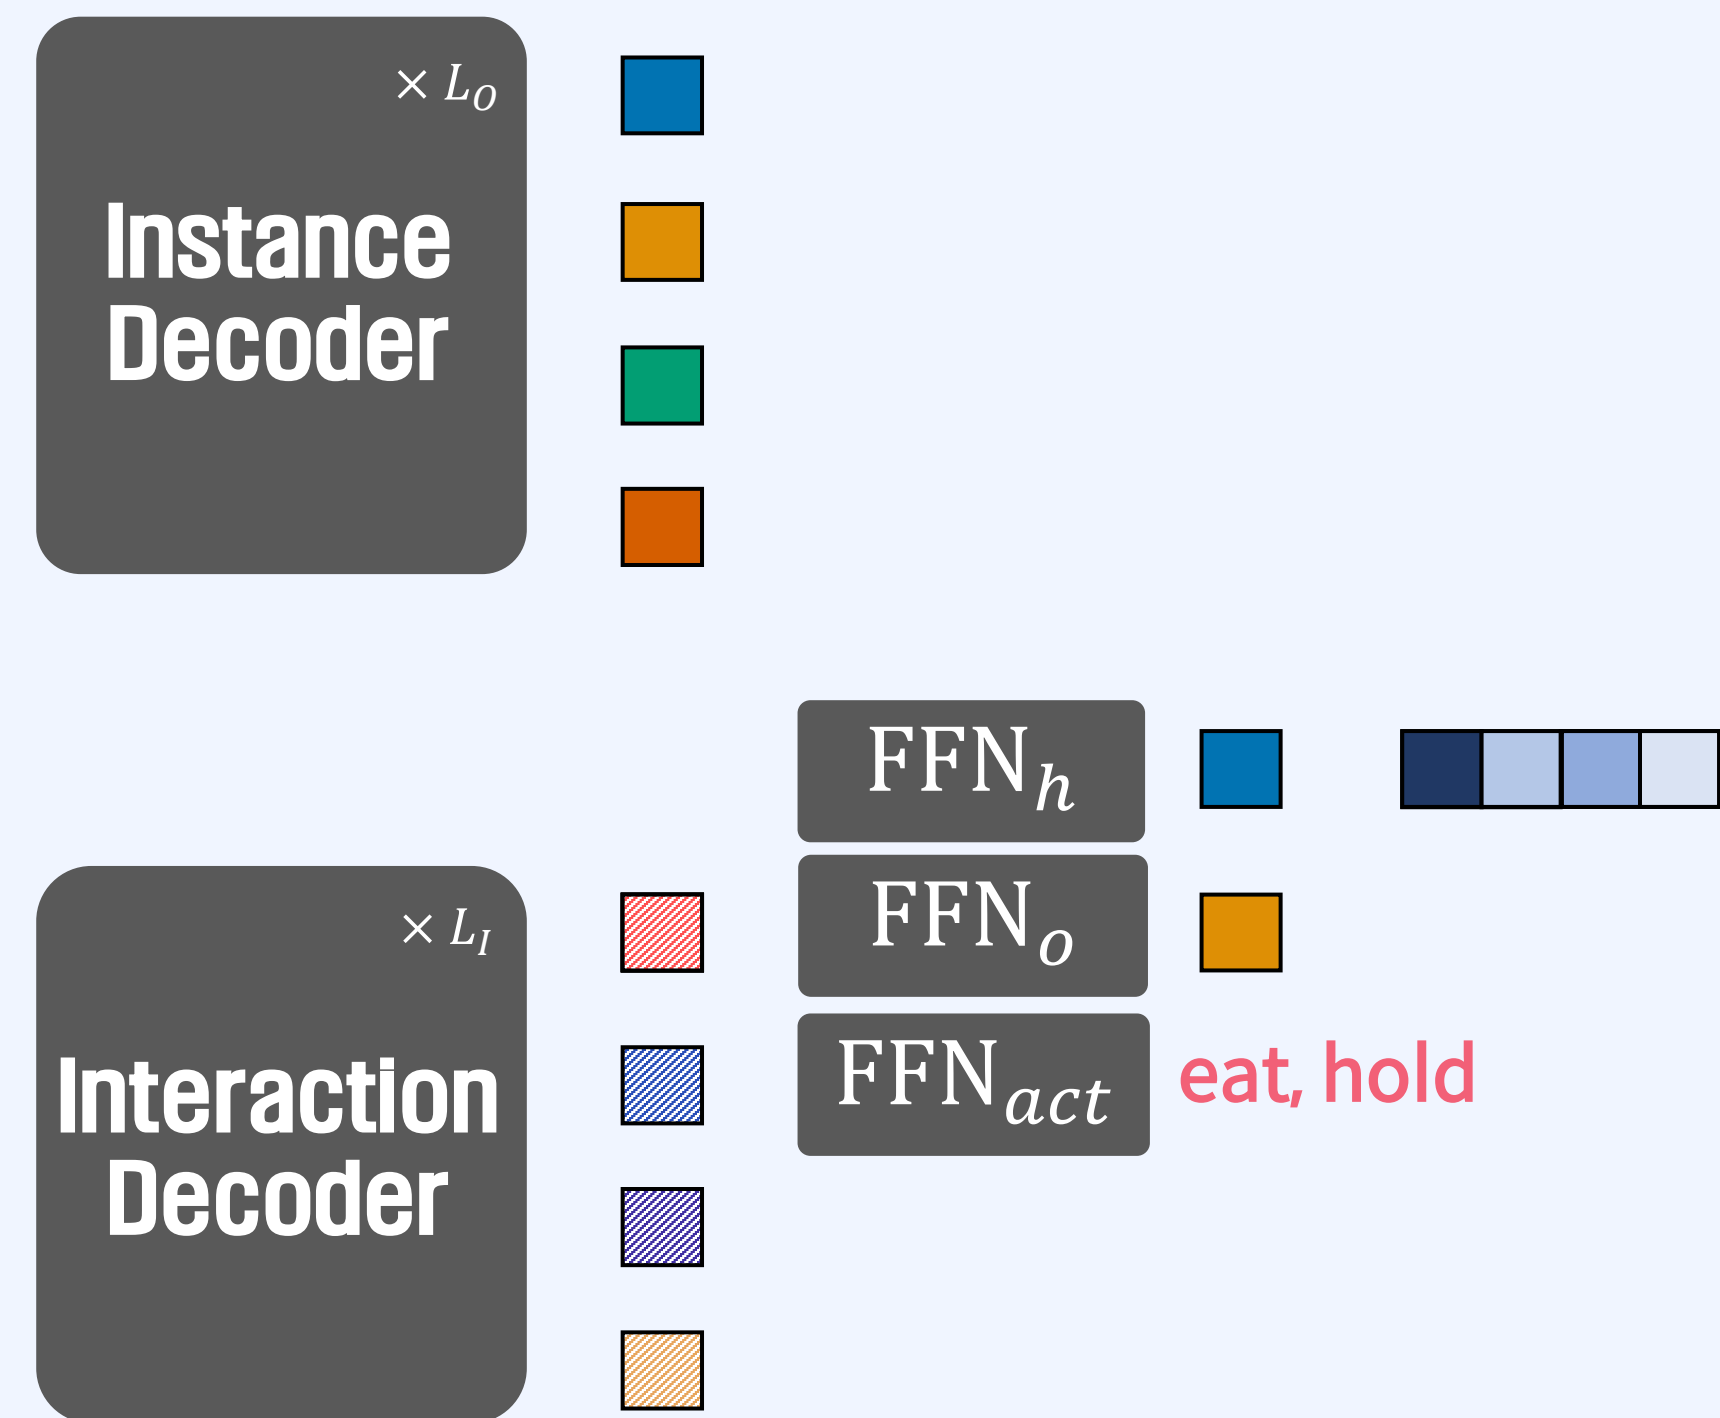 × L_O
Instance
Decoder
FFN_h
FFN_o
× L_I
Interaction
Decoder
FFN_act
eat, hold